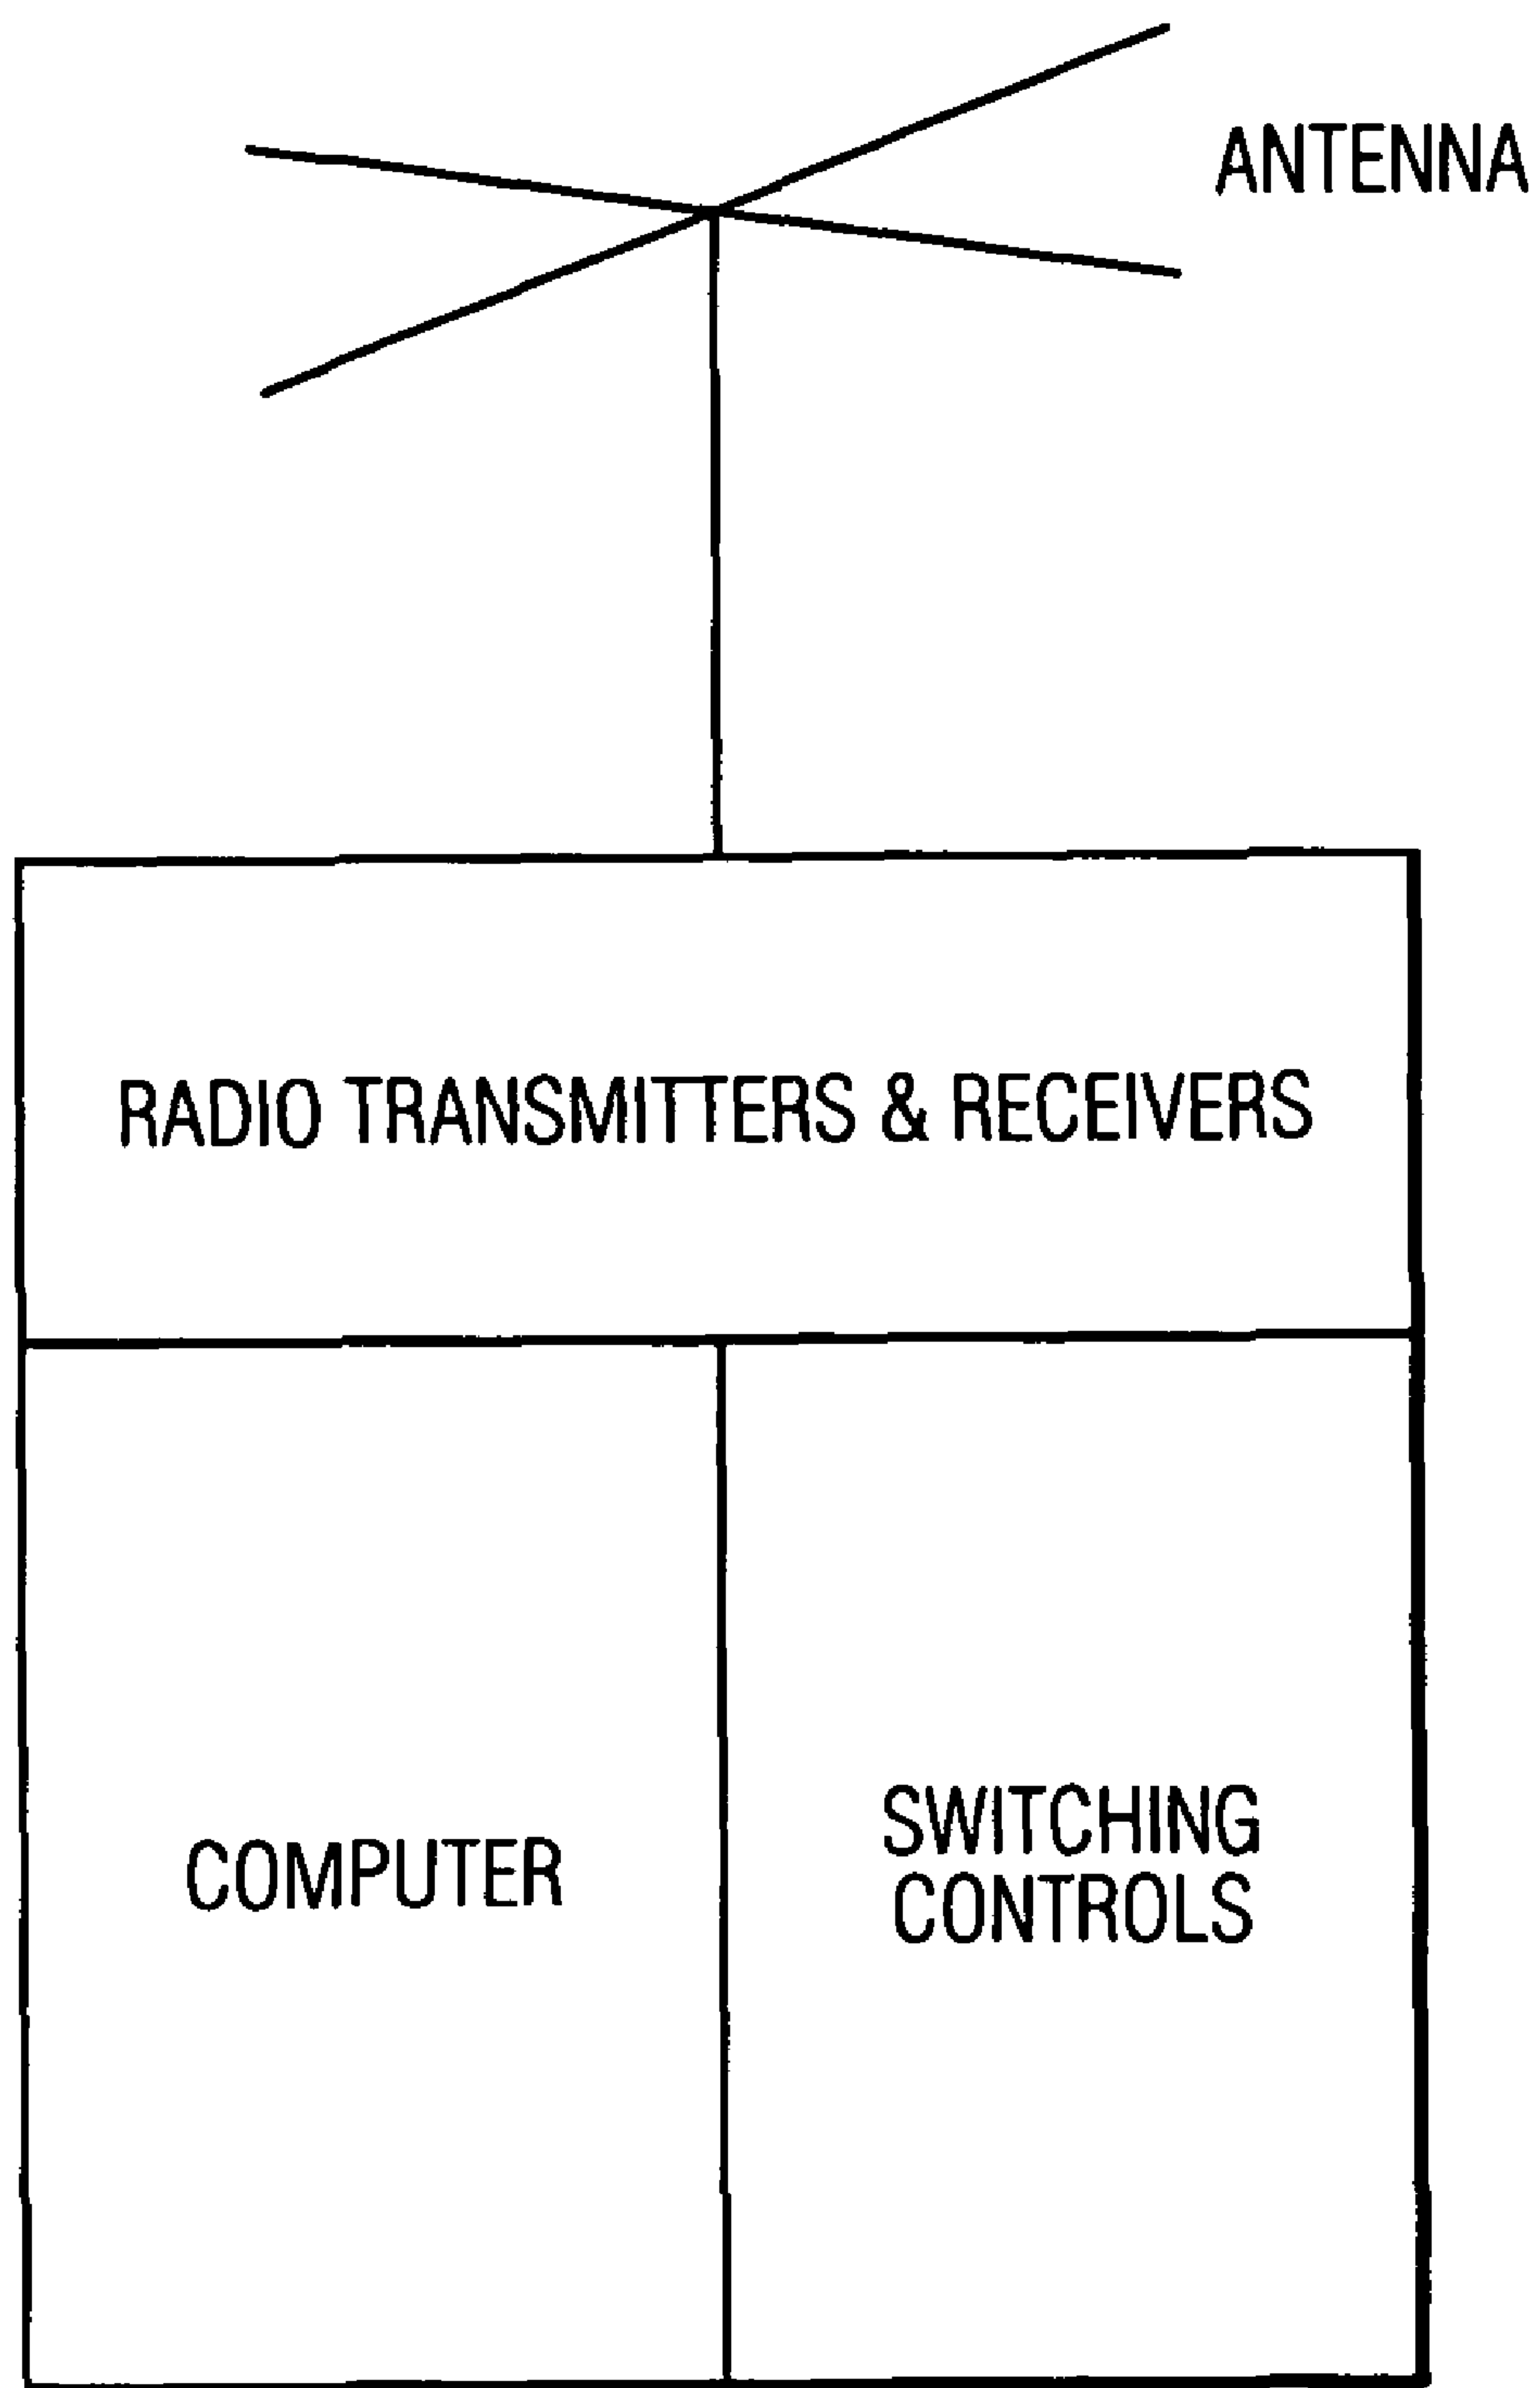 ANTENNA
RADIO TRANSMITTERS & RECEIVERS
COMPUTER
SWITCHING
CONTROLS